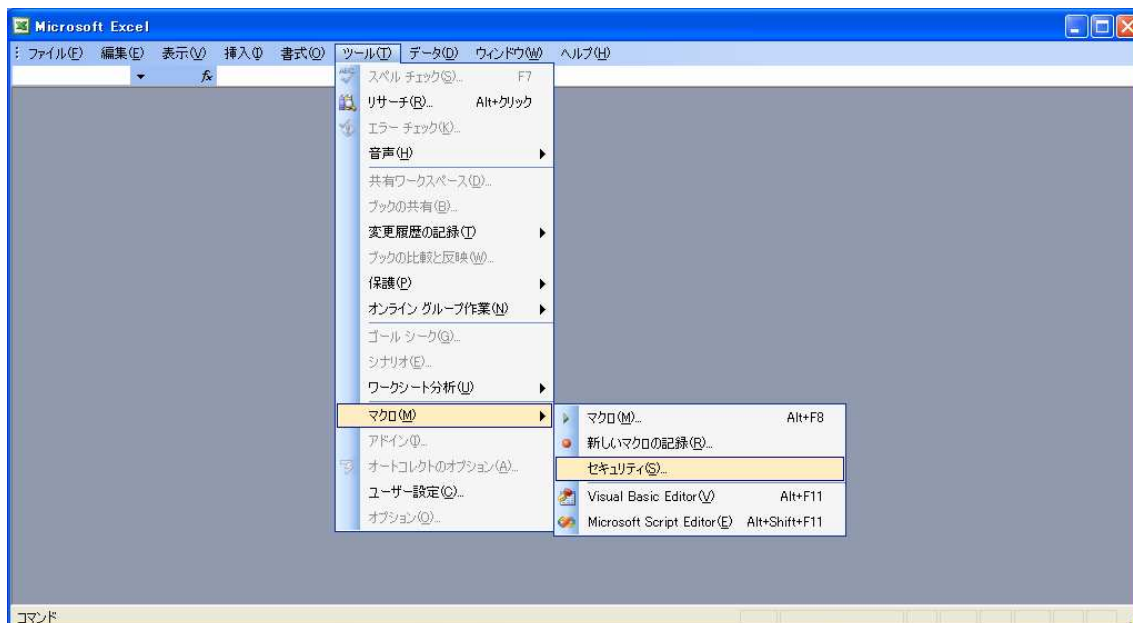 Microsoft Excel
ファイル(F) 編集(E) 表示(V) 挿入(I) 書式(O) ツール(T) データ(D) ウィンドウ(W) ヘルプ(H)
fx
スペル チェック(S)... F7
リサーチ(R)... Alt+クリック
エラー チェック(K)...
音声(H)
共有ワークスペース(D)...
ブックの共有(B)...
変更履歴の記録(T)
ブックの比較と反映(W)...
保護(P)
オンライン グループ作業(N)
ゴール シーク(G)...
シナリオ(E)...
ワークシート分析(U)
マクロ(M)
アドイン(I)...
オートコレクトのオプション(A)...
ユーザー設定(C)...
オプション(O)...
マクロ(M)... Alt+F8
新しいマクロの記録(R)...
セキュリティ(S)...
Visual Basic Editor(V) Alt+F11
Microsoft Script Editor(E) Alt+Shift+F11
コマンド